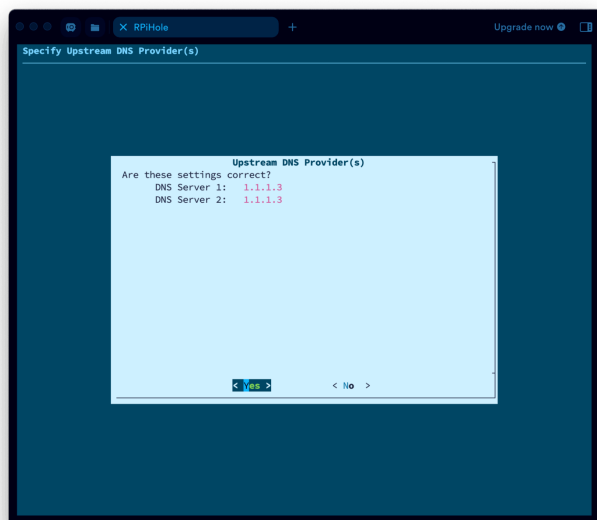 RPiHole
Upgrade now
Specify Upstream DNS Provider(s)
Upstream DNS Provider(s)
Are these settings correct?
DNS Server 1: 1.1.1.3
DNS Server 2: 1.1.1.3
< Yes > < No >